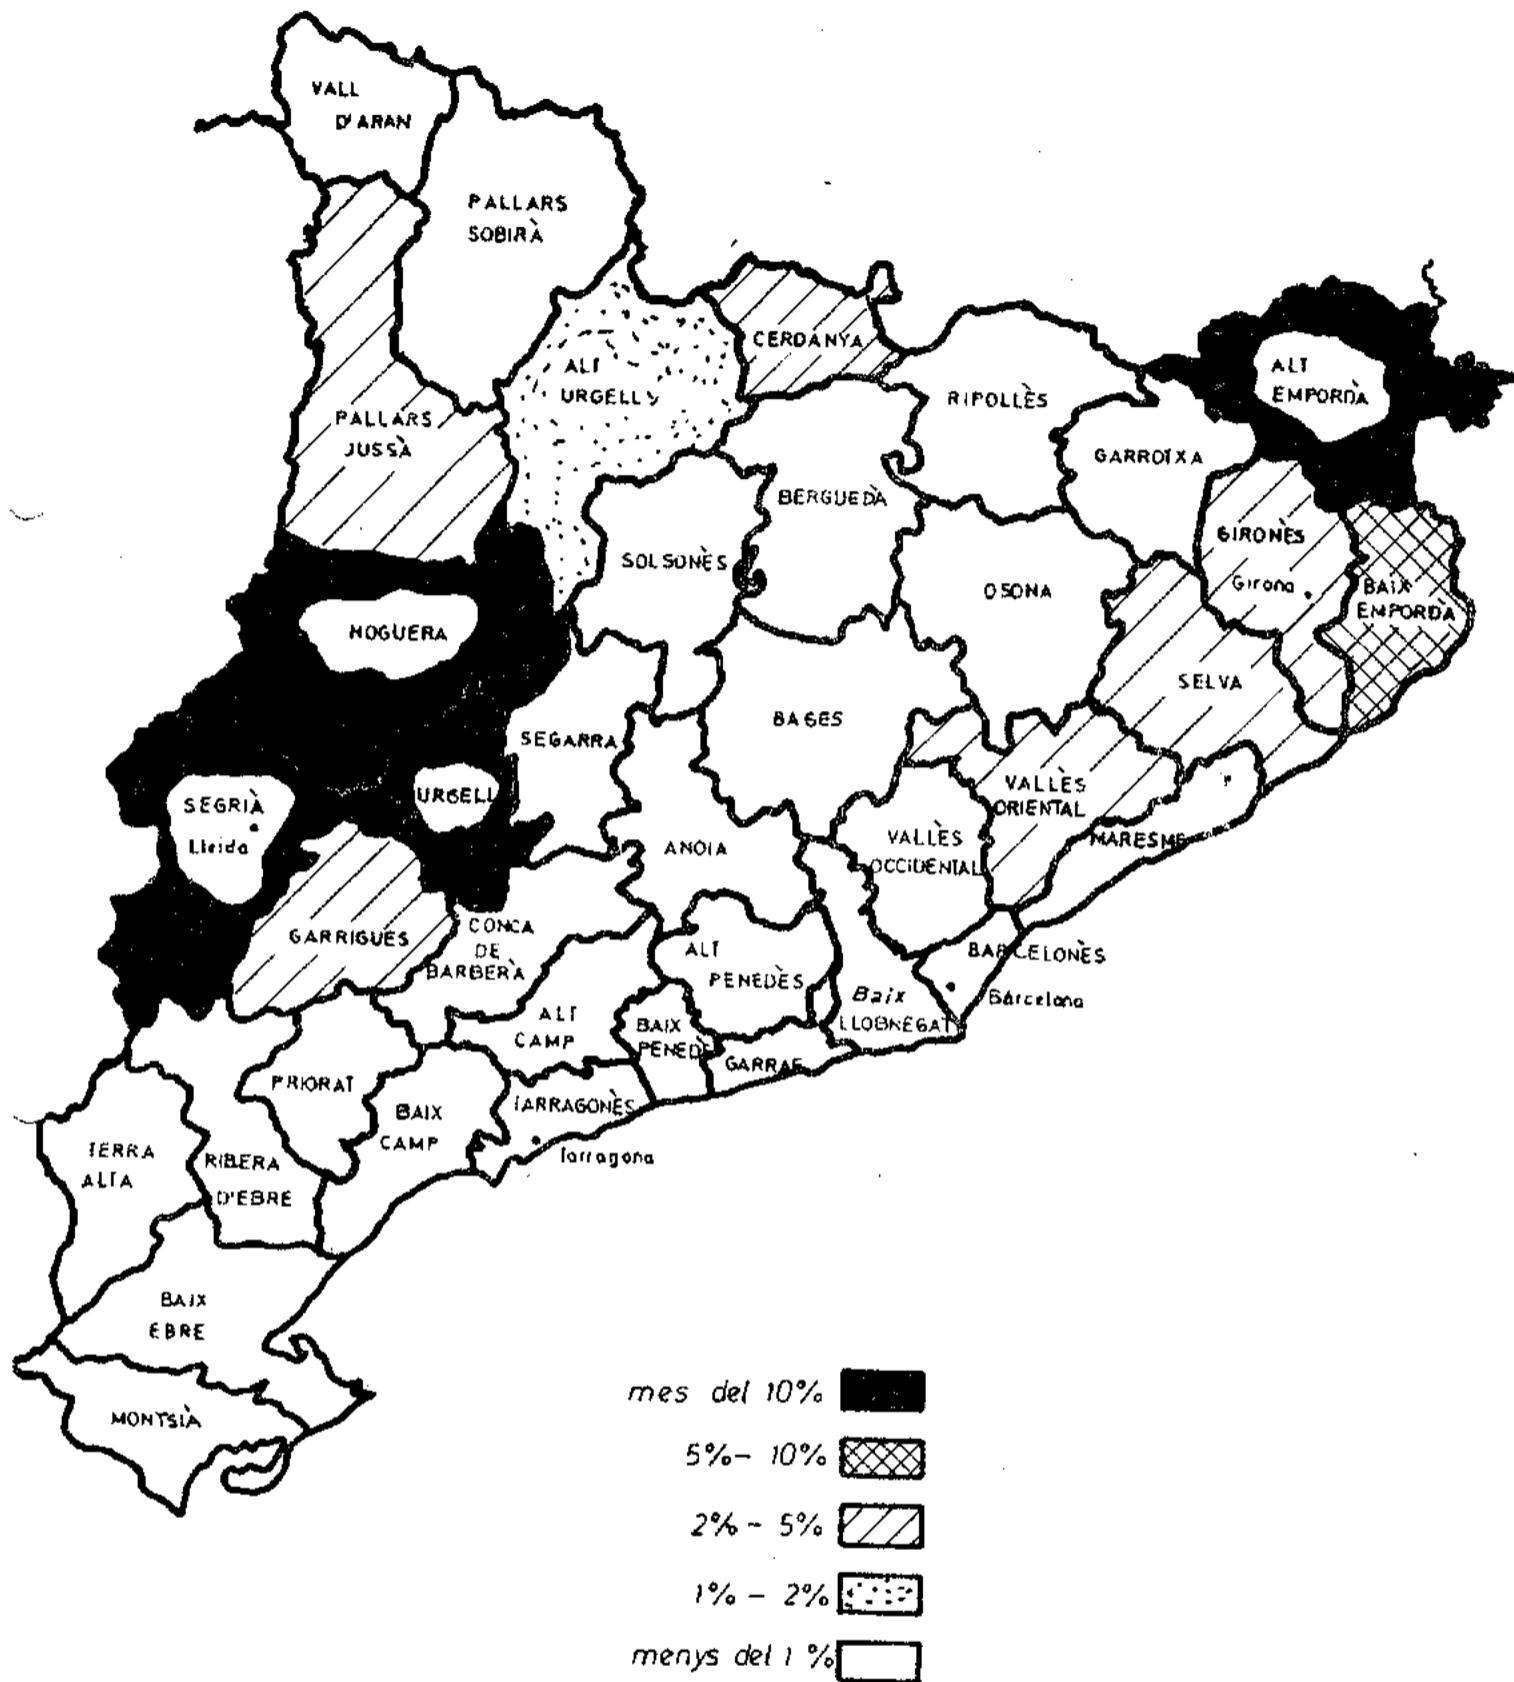 VALL
D'ARAN
PALLARS
SOBIRÀ
CERDANYA
ALT
URGELL
PALLARS
JUSSÀ
RIPOLLÈS
ALT
EMPORDÀ
GARROTXA
BERGUEDÀ
SOLSONÈS
GIRONÈS
Girona
BAIX
EMPORDÀ
OSONA
NOGUERA
SELVA
BAGES
SEGARRA
SEGRIÀ
Lleida
URGELL
VALLÈS
ORIENTAL
MARESME
VALLÈS
OCCIDENTAL
ANOIA
GARRIGUES
CONCA
DE
BARBERÀ
ALT
PENEDÈS
BARCELONÈS
Barcelona
Baix
LLOBREGAT
ALT
CAMP
BAIX
PENEDÈ
GARRAF
PRIORAT
BAIX
CAMP
TARRAGONÈS
Tarragona
TERRA
ALTA
RIBERA
D'EBRE
BAIX
EBRE
MONTSIÀ
mes del 10%
5%- 10%
2% - 5%
1% - 2%
menys del 1 %